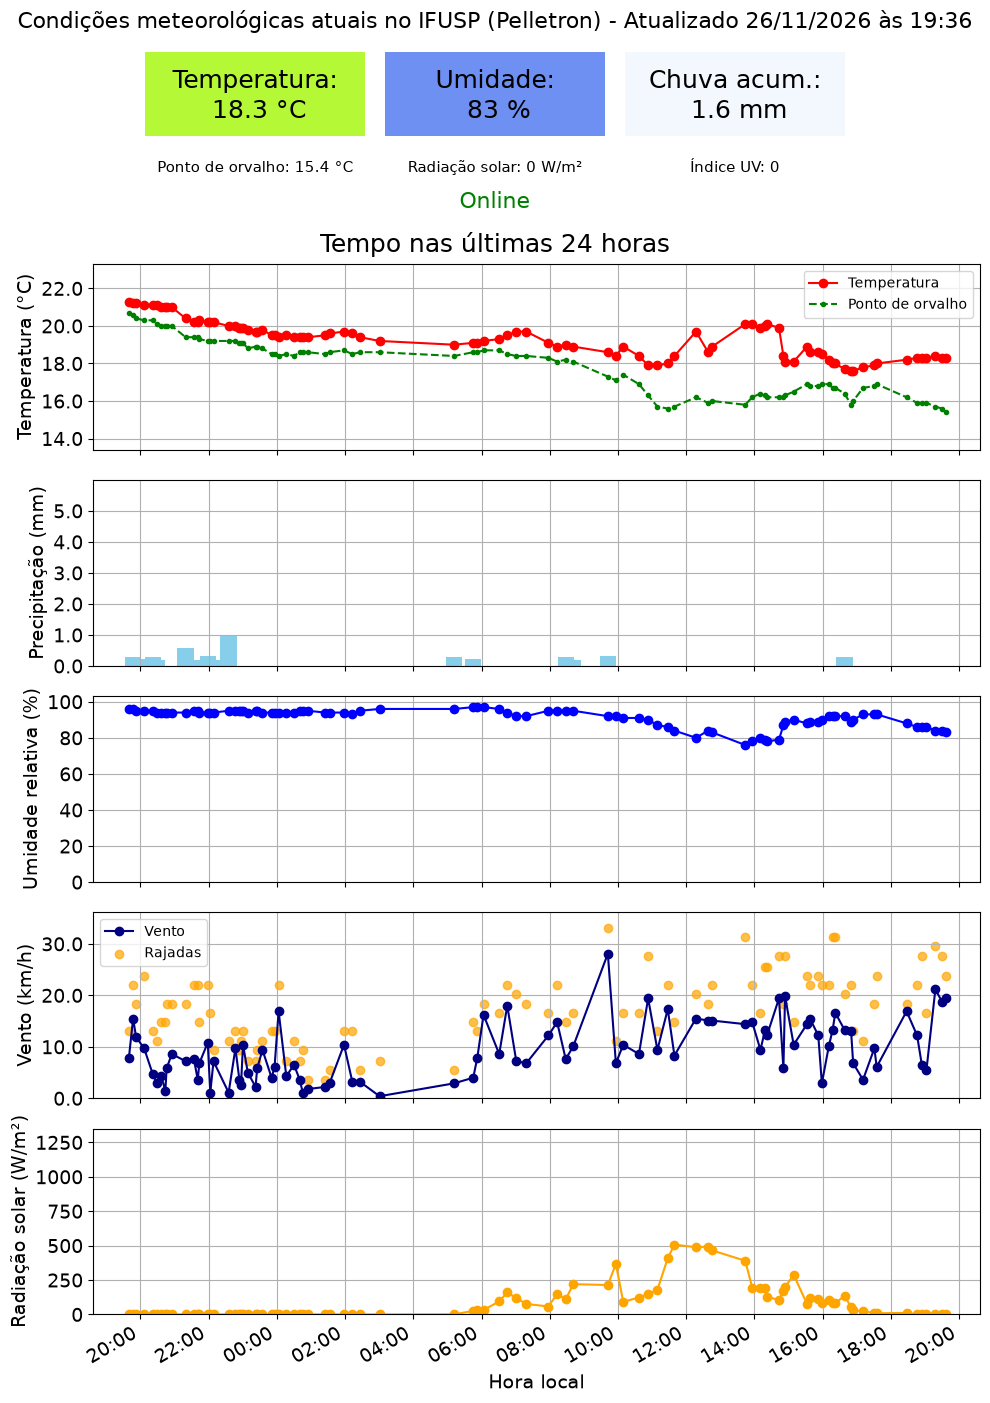 Condições meteorológicas atuais no IFUSP (Pelletron) - Atualizado 26/11/2026 às 19:36
Temperatura:
18.3 °C
Umidade:
83 %
Chuva acum.:
1.6 mm
Ponto de orvalho: 15.4 °C
Radiação solar: 0 W/m²
Índice UV: 0
Online
Tempo nas últimas 24 horas
Temperatura (°C)
22.0
20.0
18.0
16.0
14.0
Temperatura
Ponto de orvalho
Precipitação (mm)
5.0
4.0
3.0
2.0
1.0
0.0
Umidade relativa (%)
100
80
60
40
20
0
Vento (km/h)
30.0
20.0
10.0
0.0
Vento
Rajadas
Radiação solar (W/m²)
1250
1000
750
500
250
0
20:00
22:00
00:00
02:00
04:00
06:00
08:00
10:00
12:00
14:00
16:00
18:00
20:00
Hora local